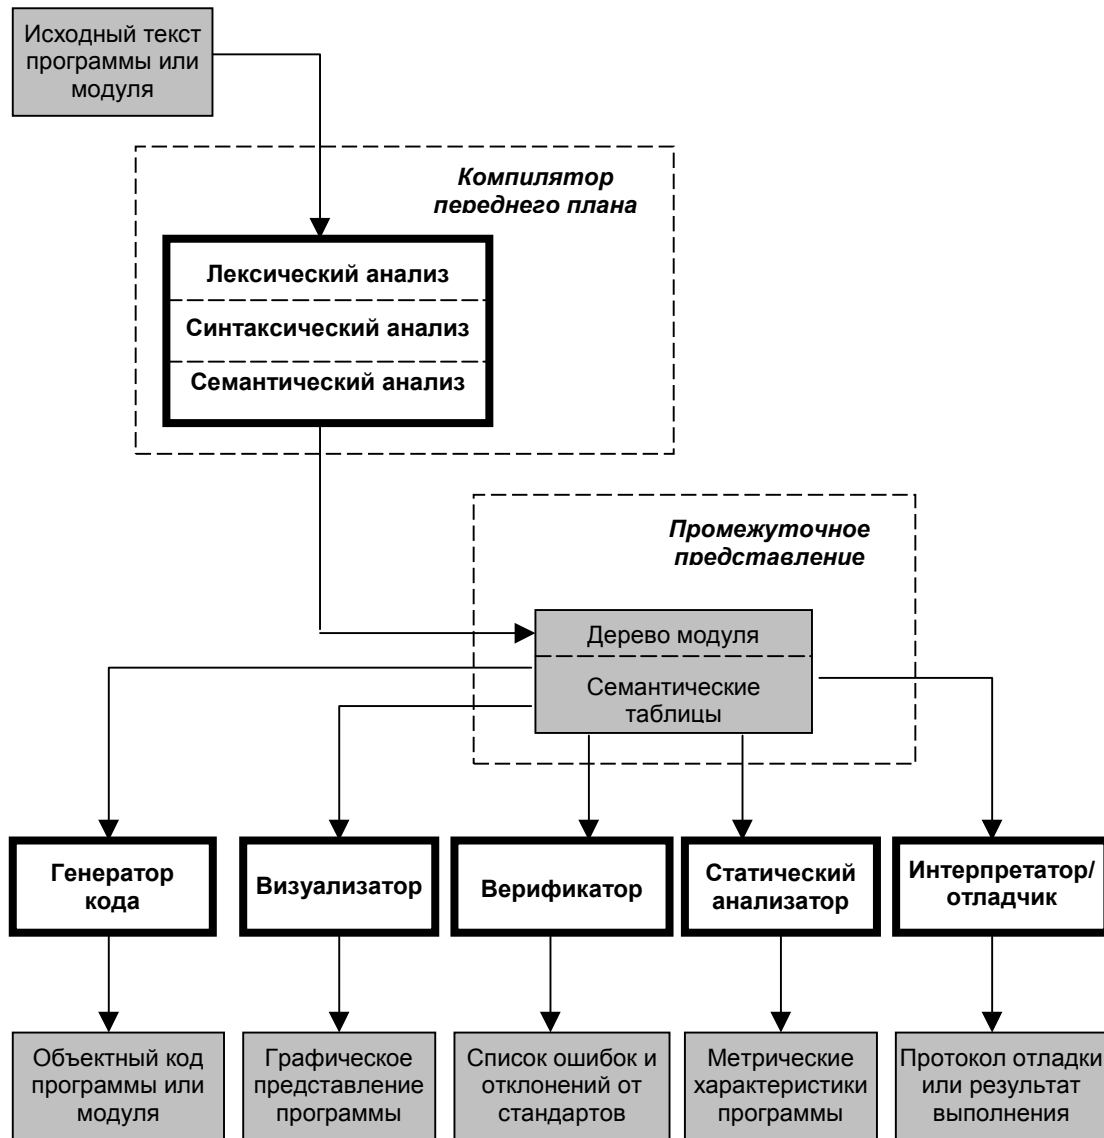 Исходный текст
программы или
модуля
Компилятор
переднего плана
Лексический анализ
Синтаксический анализ
Семантический анализ
Промежуточное
представление
Дерево модуля
Семантические
таблицы
Генератор
кода
Визуализатор
Верификатор
Статический
анализатор
Интерпретатор/
отладчик
Объектный код
программы или
модуля
Графическое
представление
программы
Список ошибок и
отклонений от
стандартов
Метрические
характеристики
программы
Протокол отладки
или результат
выполнения